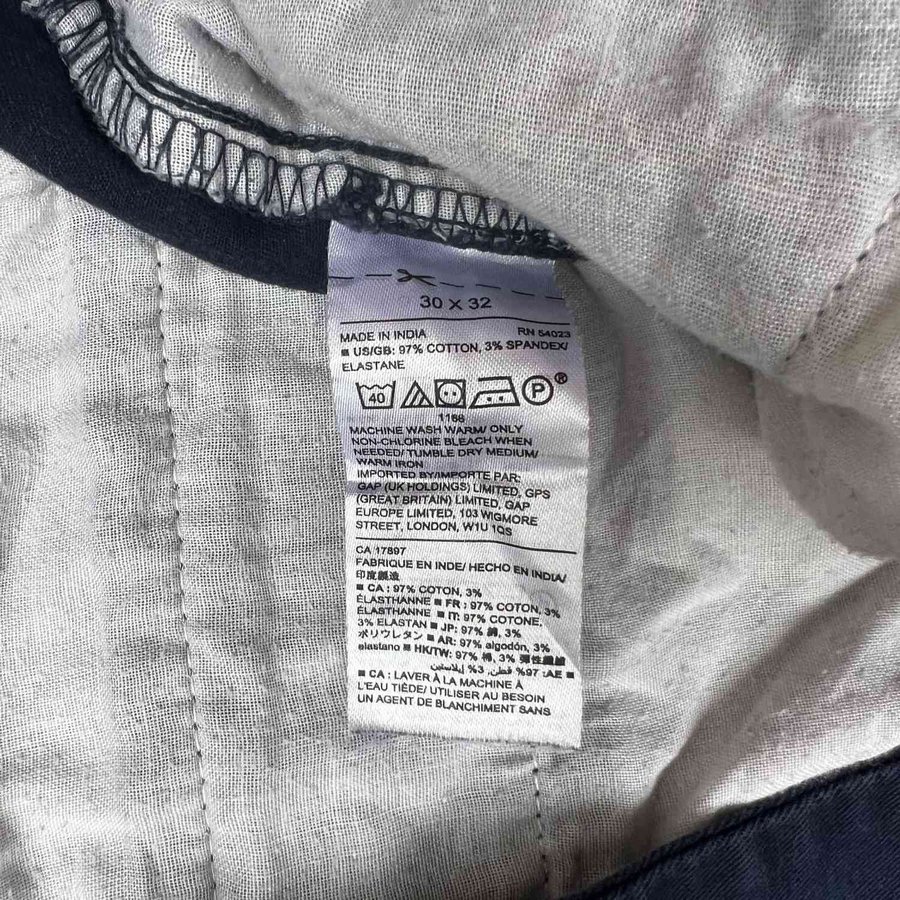 30 X 32
MADE IN INDIA RN 54023
■ US/GB: 97% COTTON, 3% SPANDEX/
ELASTANE
40 P ®
1166
MACHINE WASH WARM/ ONLY
NON-CHLORINE BLEACH WHEN
NEEDED/ TUMBLE DRY MEDIUM/
WARM IRON
IMPORTED BY/IMPORTE PAR:
GAP (UK HOLDINGS) LIMITED, GPS
(GREAT BRITAIN) LIMITED, GAP
EUROPE LIMITED, 103 WIGMORE
STREET, LONDON, W1U 1QS
CA 17897
FABRIQUE EN INDE/ HECHO EN INDIA/
印度製造
■ CA : 97% COTON, 3%
ÉLASTHANNE ■ FR : 97% COTON, 3%
ÉLASTHANNE ■ IT: 97% COTONE,
3% ELASTAN ■ JP: 97% 綿, 3%
ポリウレタン ■ AR: 97% algodón, 3%
elastano ■ HK/TW: 97% 棉, 3% 彈性纖維
■ AE: 97% قطن, 3% إيلاستين
■ CA : LAVER À LA MACHINE À
L'EAU TIÈDE/ UTILISER AU BESOIN
UN AGENT DE BLANCHIMENT SANS